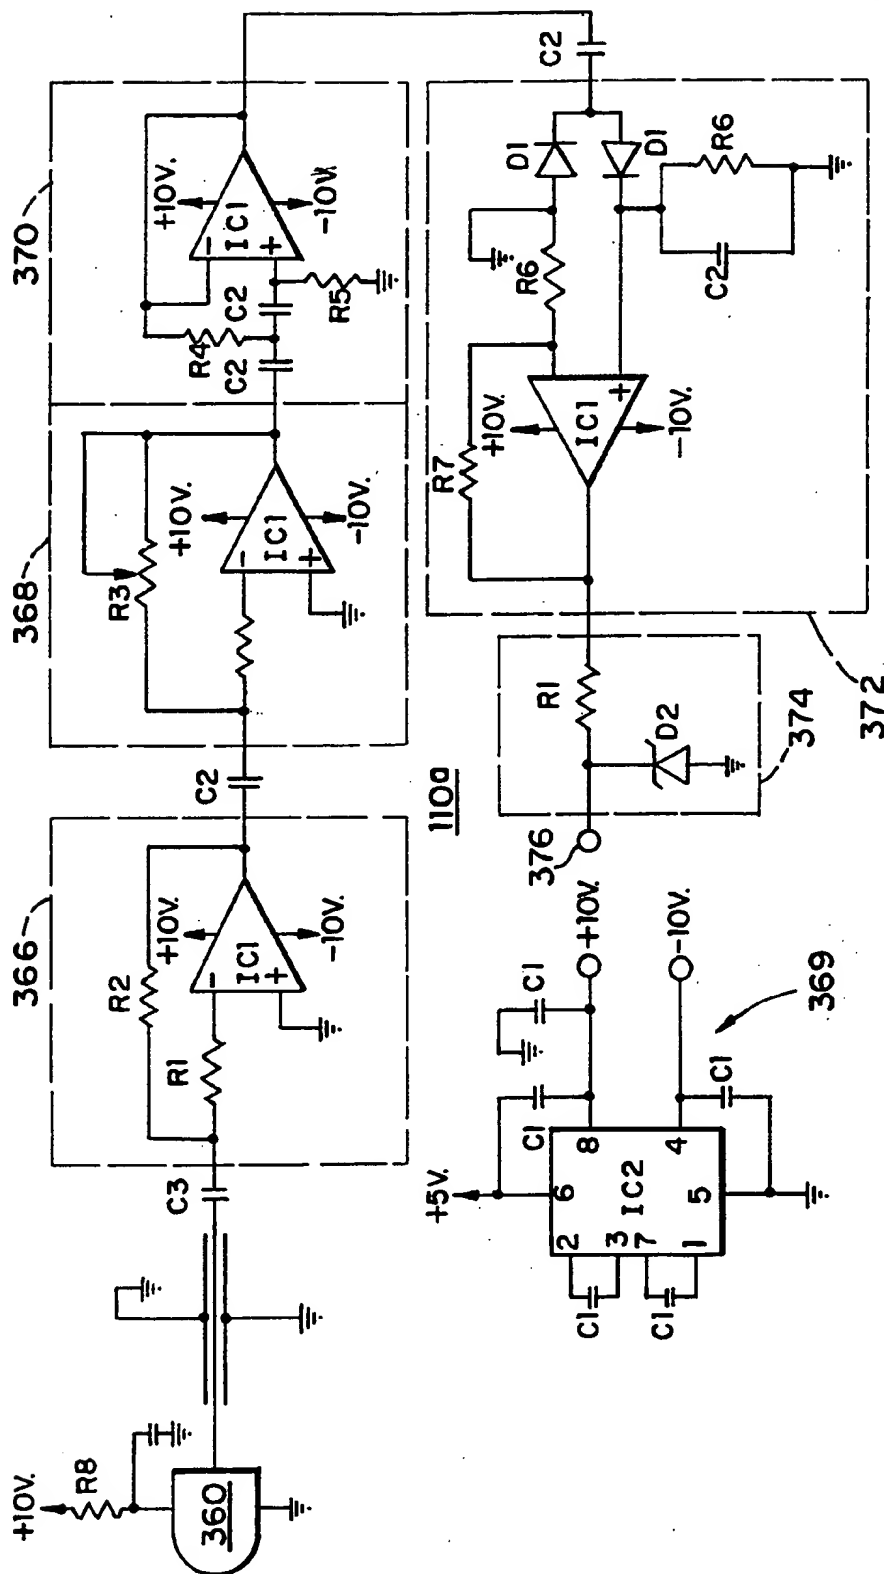 370
+10V.
-
IC1
+
-10V.
R4
C2
C2
R5
C2
368
R3
+10V.
-
IC1
+
-10V.
C2
366
R2
+10V.
R1
-
IC1
+
-10V.
C3
+10V.
R8
360
110a
D1
D1
R6
R6
C2
R7
+10V.
IC1
+
-10V.
372
R1
D2
374
376
+10V.
-10V.
369
+5V.
C1
C1
C1
6
8
2
IC2
3
4
7
5
1
C1
C1